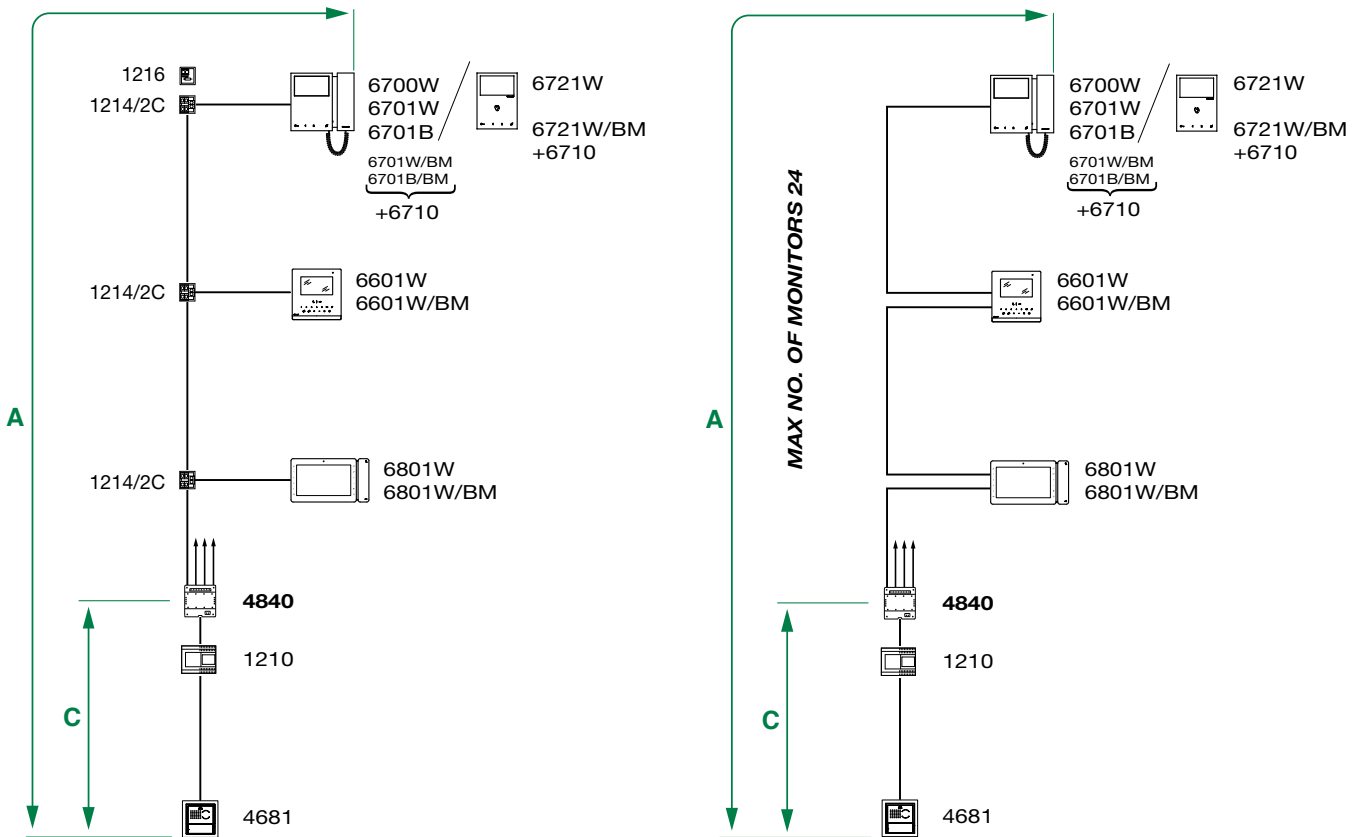 1216
1214/2C
6700W
6701W
6701B
6701W/BM
6701B/BM
+6710
6721W
6721W/BM
+6710
A
1214/2C
6601W
6601W/BM
1214/2C
6801W
6801W/BM
4840
1210
C
4681
6700W
6701W
6701B
6701W/BM
6701B/BM
+6710
6721W
6721W/BM
+6710
MAX NO. OF MONITORS 24
A
6601W
6601W/BM
6801W
6801W/BM
4840
1210
C
4681